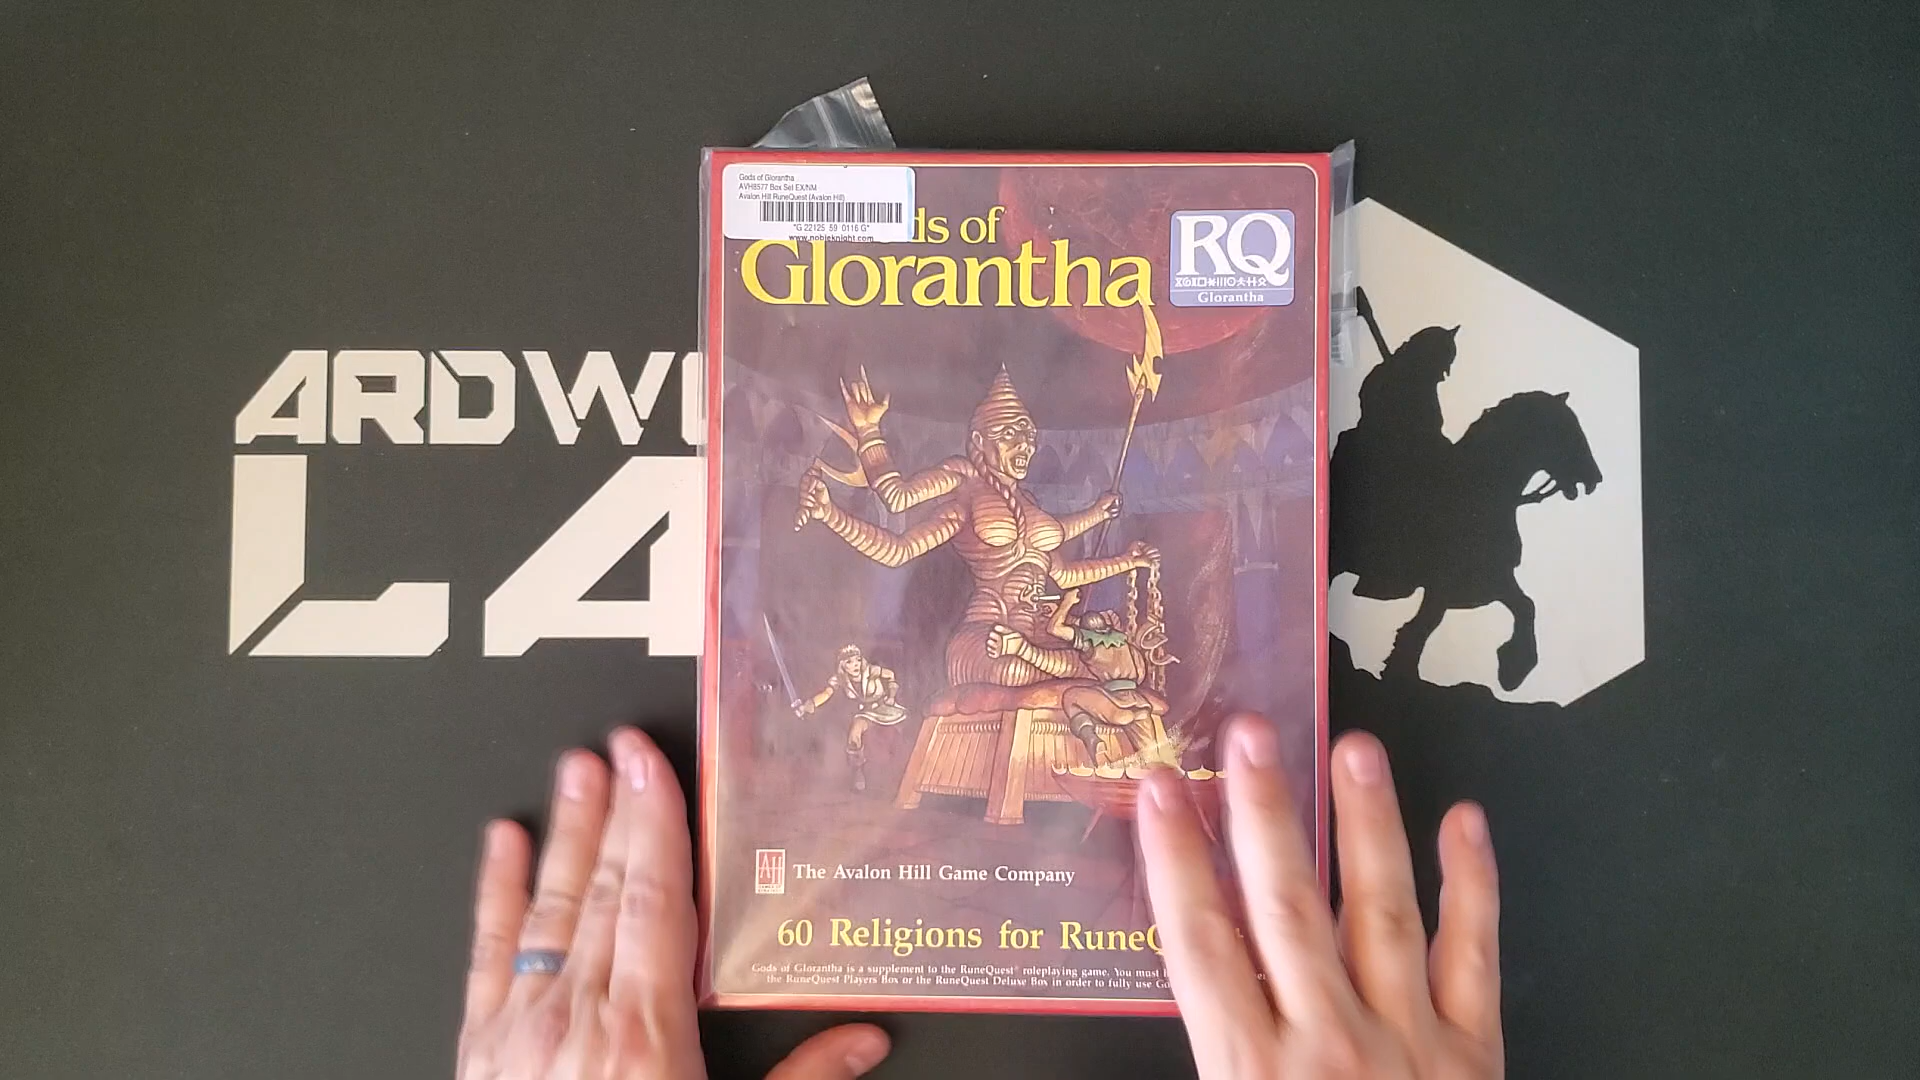 Gods of Glorantha
AVH8577 Box Set EX/NM
Avalon Hill RuneQuest (Avalon Hill)
*G 22125 59 0116 G*
www.nobleknight.com
ds of
Glorantha
RQ
Glorantha
ARDW
LA
AH
The Avalon Hill Game Company
60 Religions for Rune
Gods of Glorantha is a supplement to the RuneQuest® roleplaying game. You must
the RuneQuest Players Box or the RuneQuest Deluxe Box in order to fully use Go